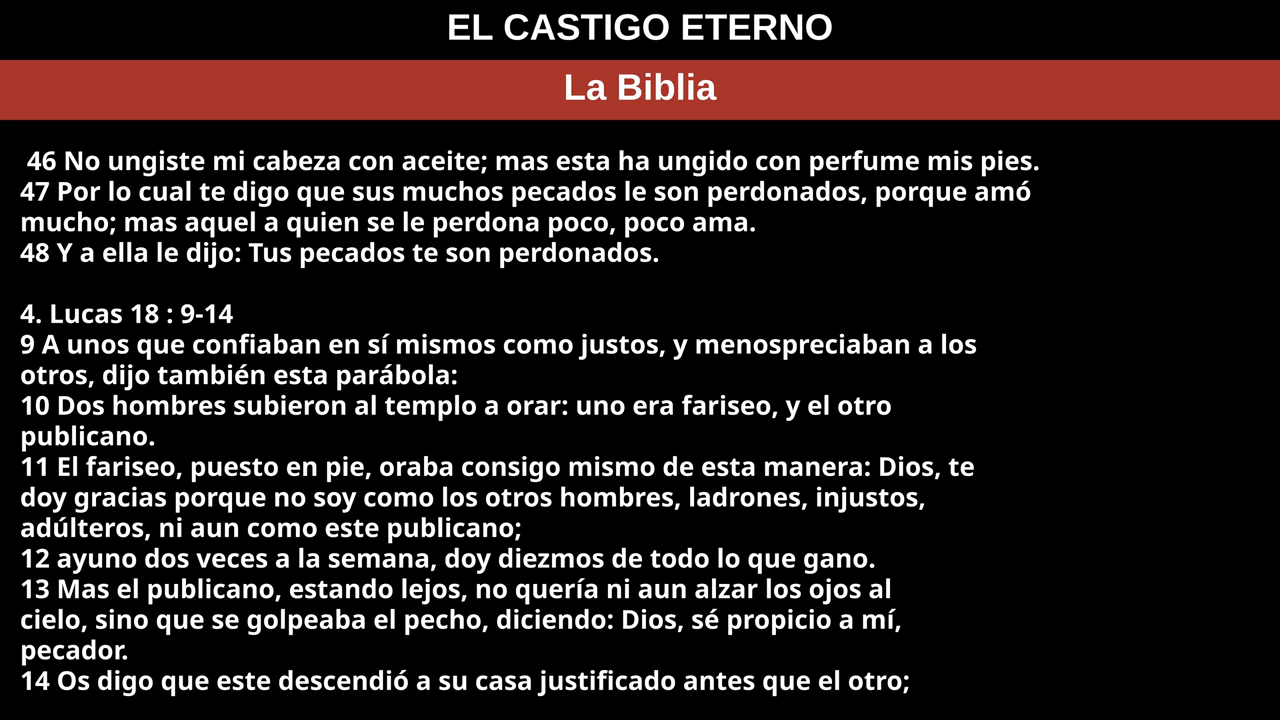 EL CASTIGO ETERNO
La Biblia
46 No ungiste mi cabeza con aceite; mas esta ha ungido con perfume mis pies.
47 Por lo cual te digo que sus muchos pecados le son perdonados, porque amó
mucho; mas aquel a quien se le perdona poco, poco ama.
48 Y a ella le dijo: Tus pecados te son perdonados.
4. Lucas 18 : 9-14
9 A unos que confiaban en sí mismos como justos, y menospreciaban a los
otros, dijo también esta parábola:
10 Dos hombres subieron al templo a orar: uno era fariseo, y el otro
publicano.
11 El fariseo, puesto en pie, oraba consigo mismo de esta manera: Dios, te
doy gracias porque no soy como los otros hombres, ladrones, injustos,
adúlteros, ni aun como este publicano;
12 ayuno dos veces a la semana, doy diezmos de todo lo que gano.
13 Mas el publicano, estando lejos, no quería ni aun alzar los ojos al
cielo, sino que se golpeaba el pecho, diciendo: Dios, sé propicio a mí,
pecador.
14 Os digo que este descendió a su casa justificado antes que el otro;